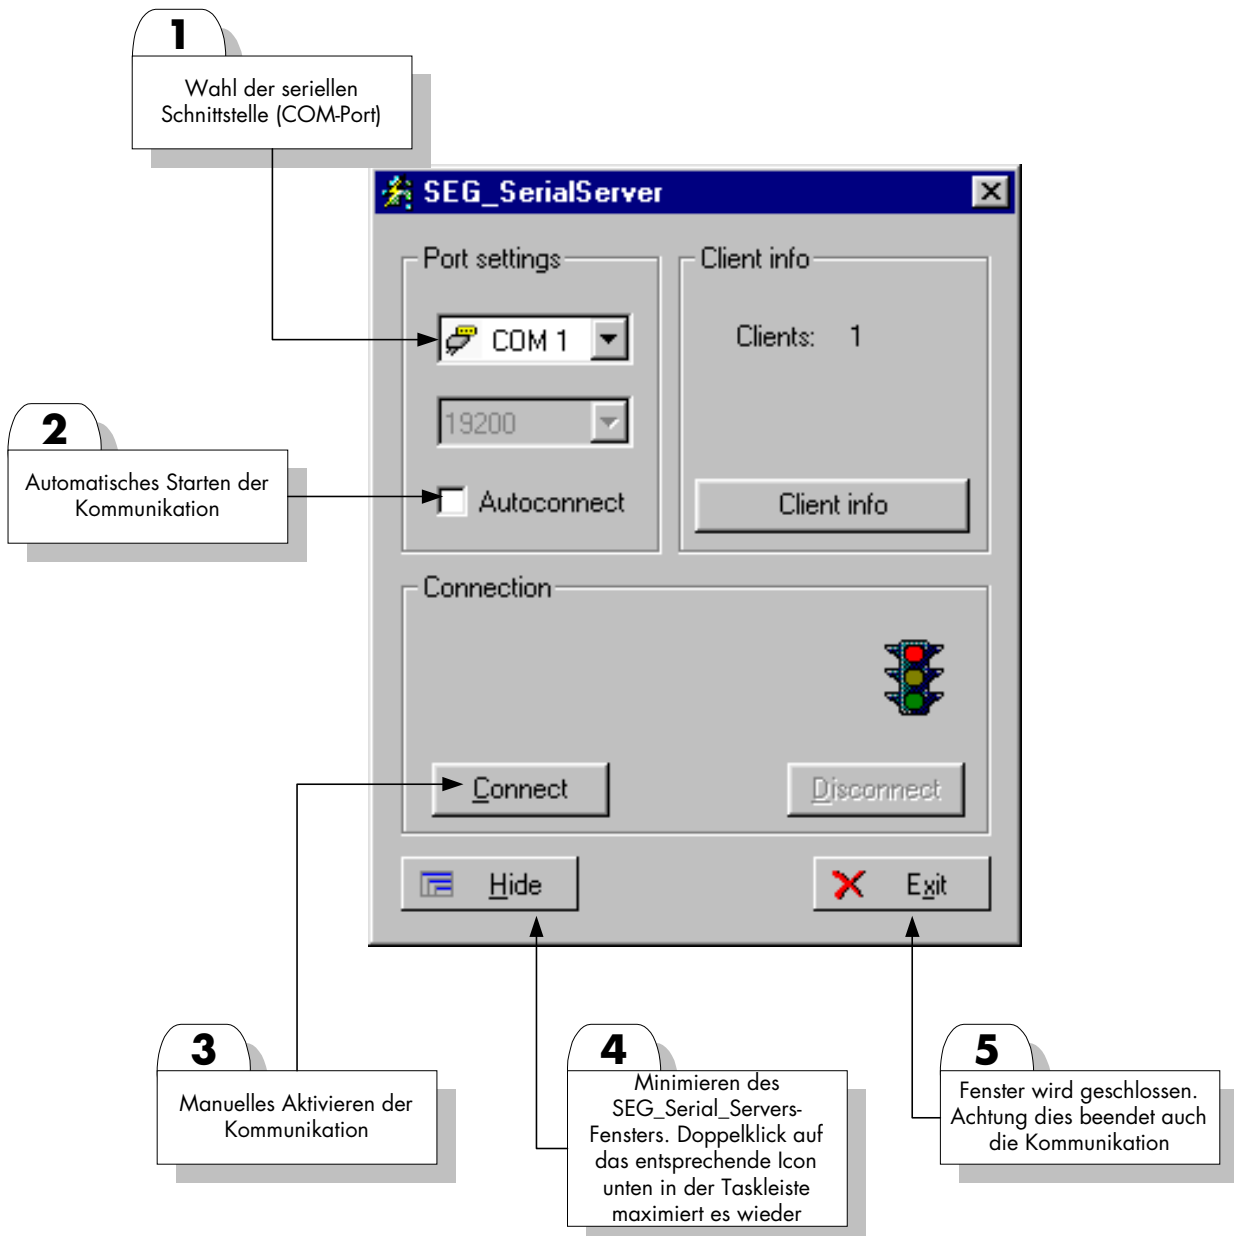 1
Wahl der seriellen
Schnittstelle (COM-Port)
SEG_SerialServer
Port settings
Client info
COM 1
Clients: 1
19200
2
Automatisches Starten der
Kommunikation
Autoconnect
Client info
Connection
Connect
Disconnect
Hide
Exit
3
Manuelles Aktivieren der
Kommunikation
4
Minimieren des
SEG_Serial_Servers-
Fensters. Doppelklick auf
das entsprechende Icon
unten in der Taskleiste
maximiert es wieder
5
Fenster wird geschlossen.
Achtung dies beendet auch
die Kommunikation